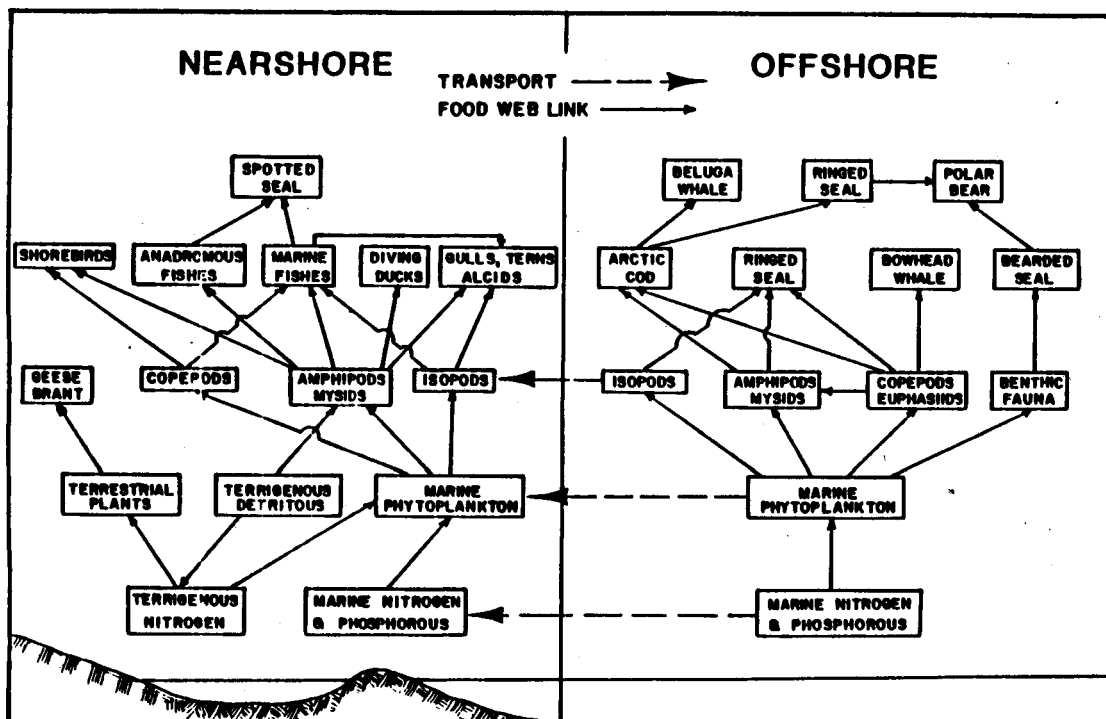 NEARSHORE
OFFSHORE
TRANSPORT
FOOD WEB LINK
SPOTTED
SEAL
SHOREBIRDS
ANADROMOUS
FISHES
MARINE
FISHES
DIVING
DUCKS
GULLS, TERNS
ALCIDS
GEESE
BRANT
COPEPODS
AMPHIPODS
MYSIDS
ISOPODS
TERRESTRIAL
PLANTS
TERRIGENOUS
DETRITOUS
MARINE
PHYTOPLANKTON
TERRIGENOUS
NITROGEN
MARINE NITROGEN
& PHOSPHOROUS
BELUGA
WHALE
RINGED
SEAL
POLAR
BEAR
ARCTIC
COD
RINGED
SEAL
BOWHEAD
WHALE
BEARDED
SEAL
ISOPODS
AMPHIPODS
MYSIDS
COPEPODS
EUPHASIIDS
BENTHIC
FAUNA
MARINE
PHYTOPLANKTON
MARINE NITROGEN
& PHOSPHOROUS